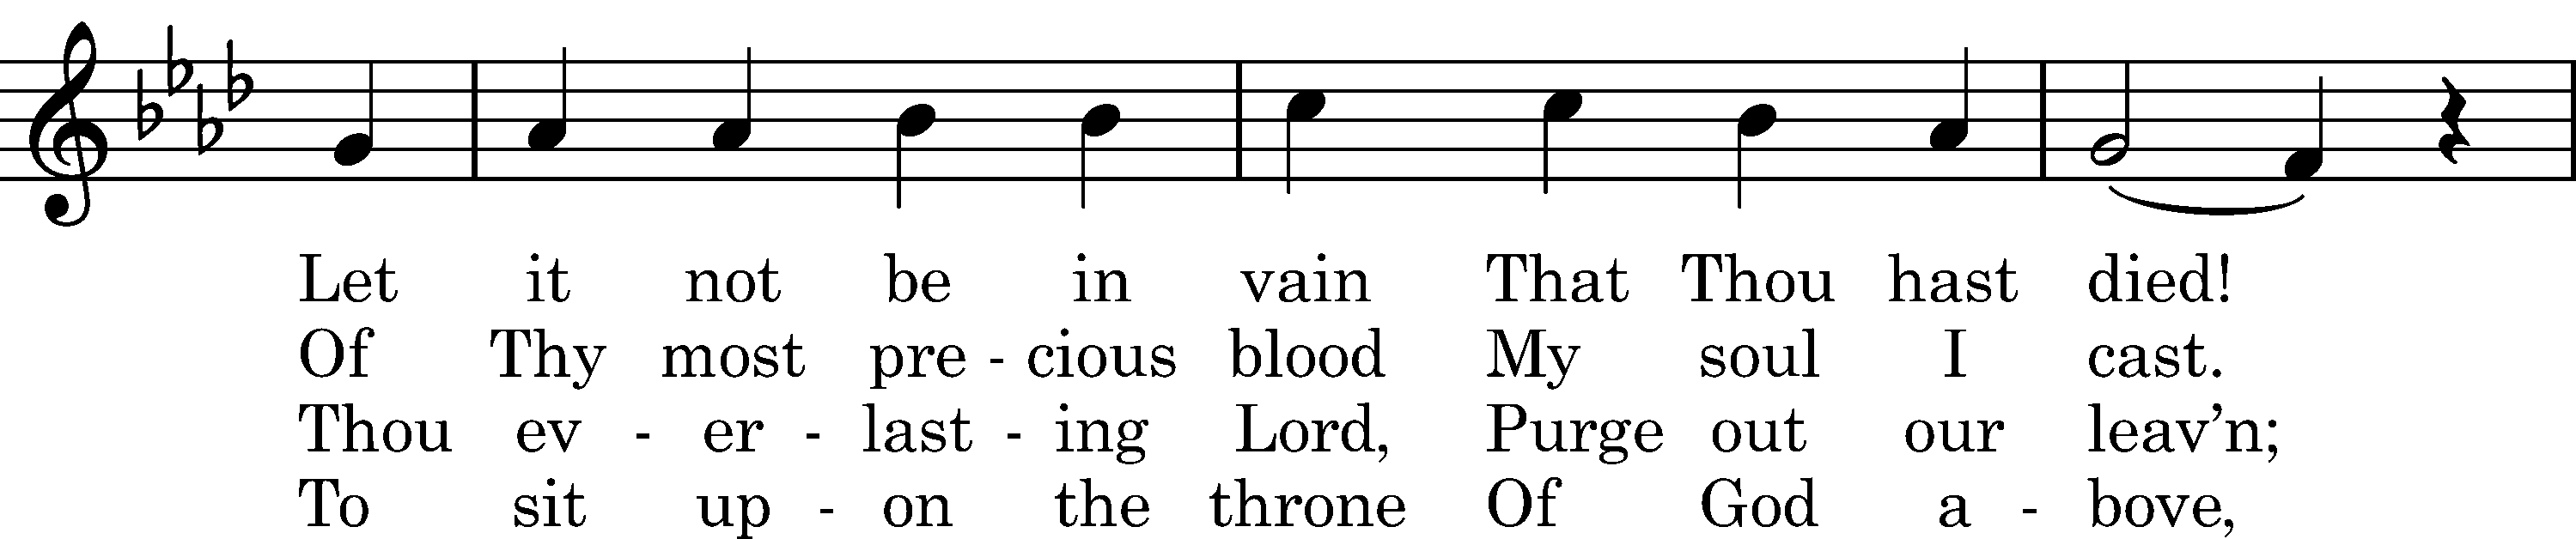 Let it not be in vain That Thou hast died!
Of Thy most pre - cious blood My soul I cast.
Thou ev - er - last - ing Lord, Purge out our leav’n;
To sit up - on the throne Of God a - bove,